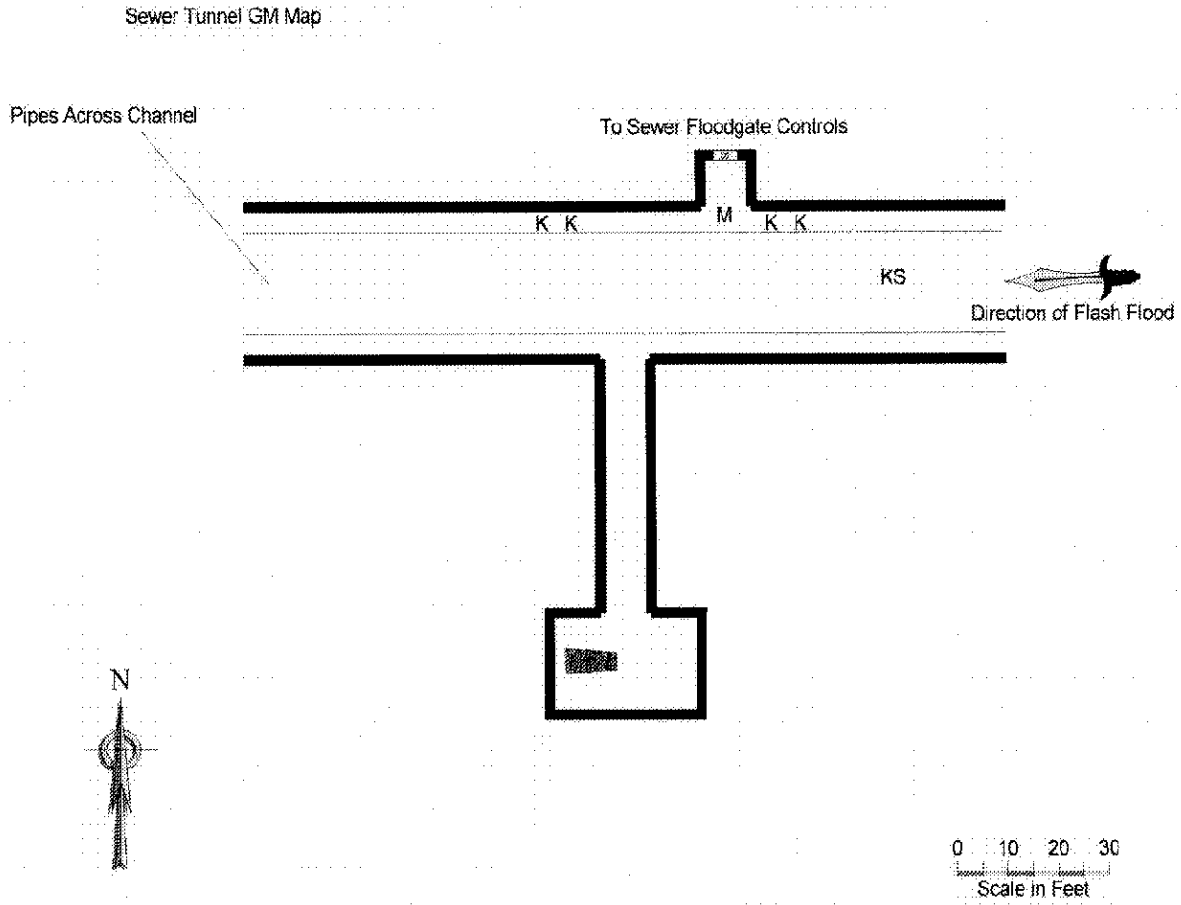 Sewer Tunnel GM Map
Pipes Across Channel
To Sewer Floodgate Controls
K K M K K
KS
Direction of Flash Flood
N
0 10 20 30
Scale in Feet